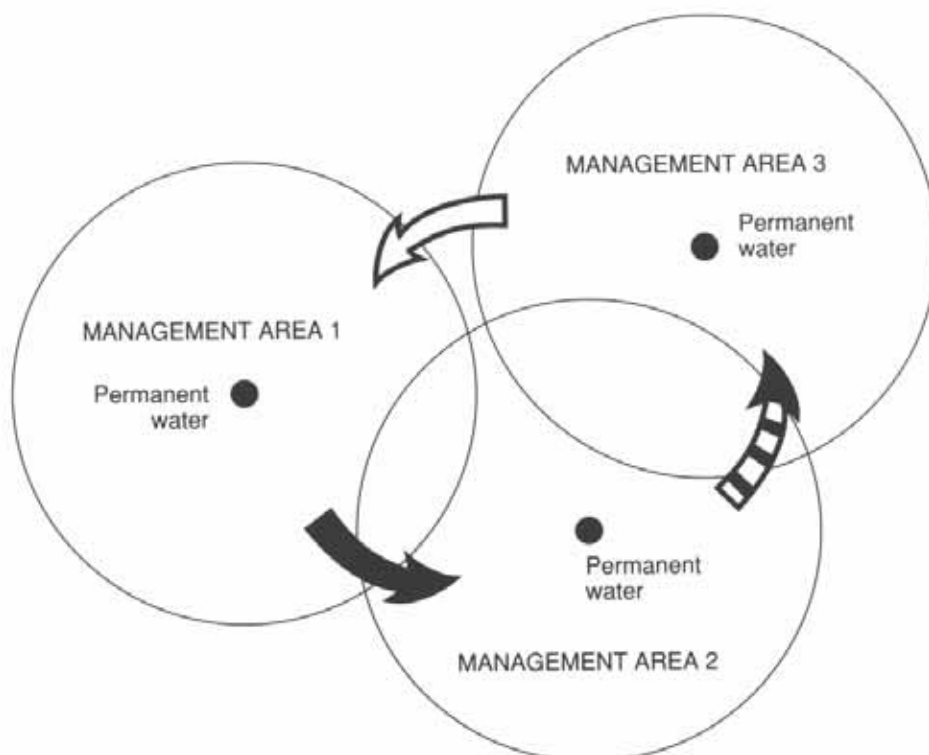 MANAGEMENT AREA 3
Permanent
water
MANAGEMENT AREA 1
Permanent
water
Permanent
water
MANAGEMENT AREA 2